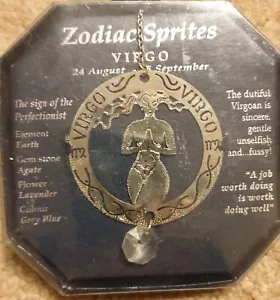 Zodiac Sprites
VIRGO
24 August September
The sign of the
Perfectionist
Element
Earth
Gem stone
Agate
Flower
Lavender
Colour
Grey Blue
VIRGO VIRGO
♍ ♍
The dutiful
Virgoan is
sincere,
gentle
unselfish
and...fussy!
"A job
worth doing
is worth
doing well"